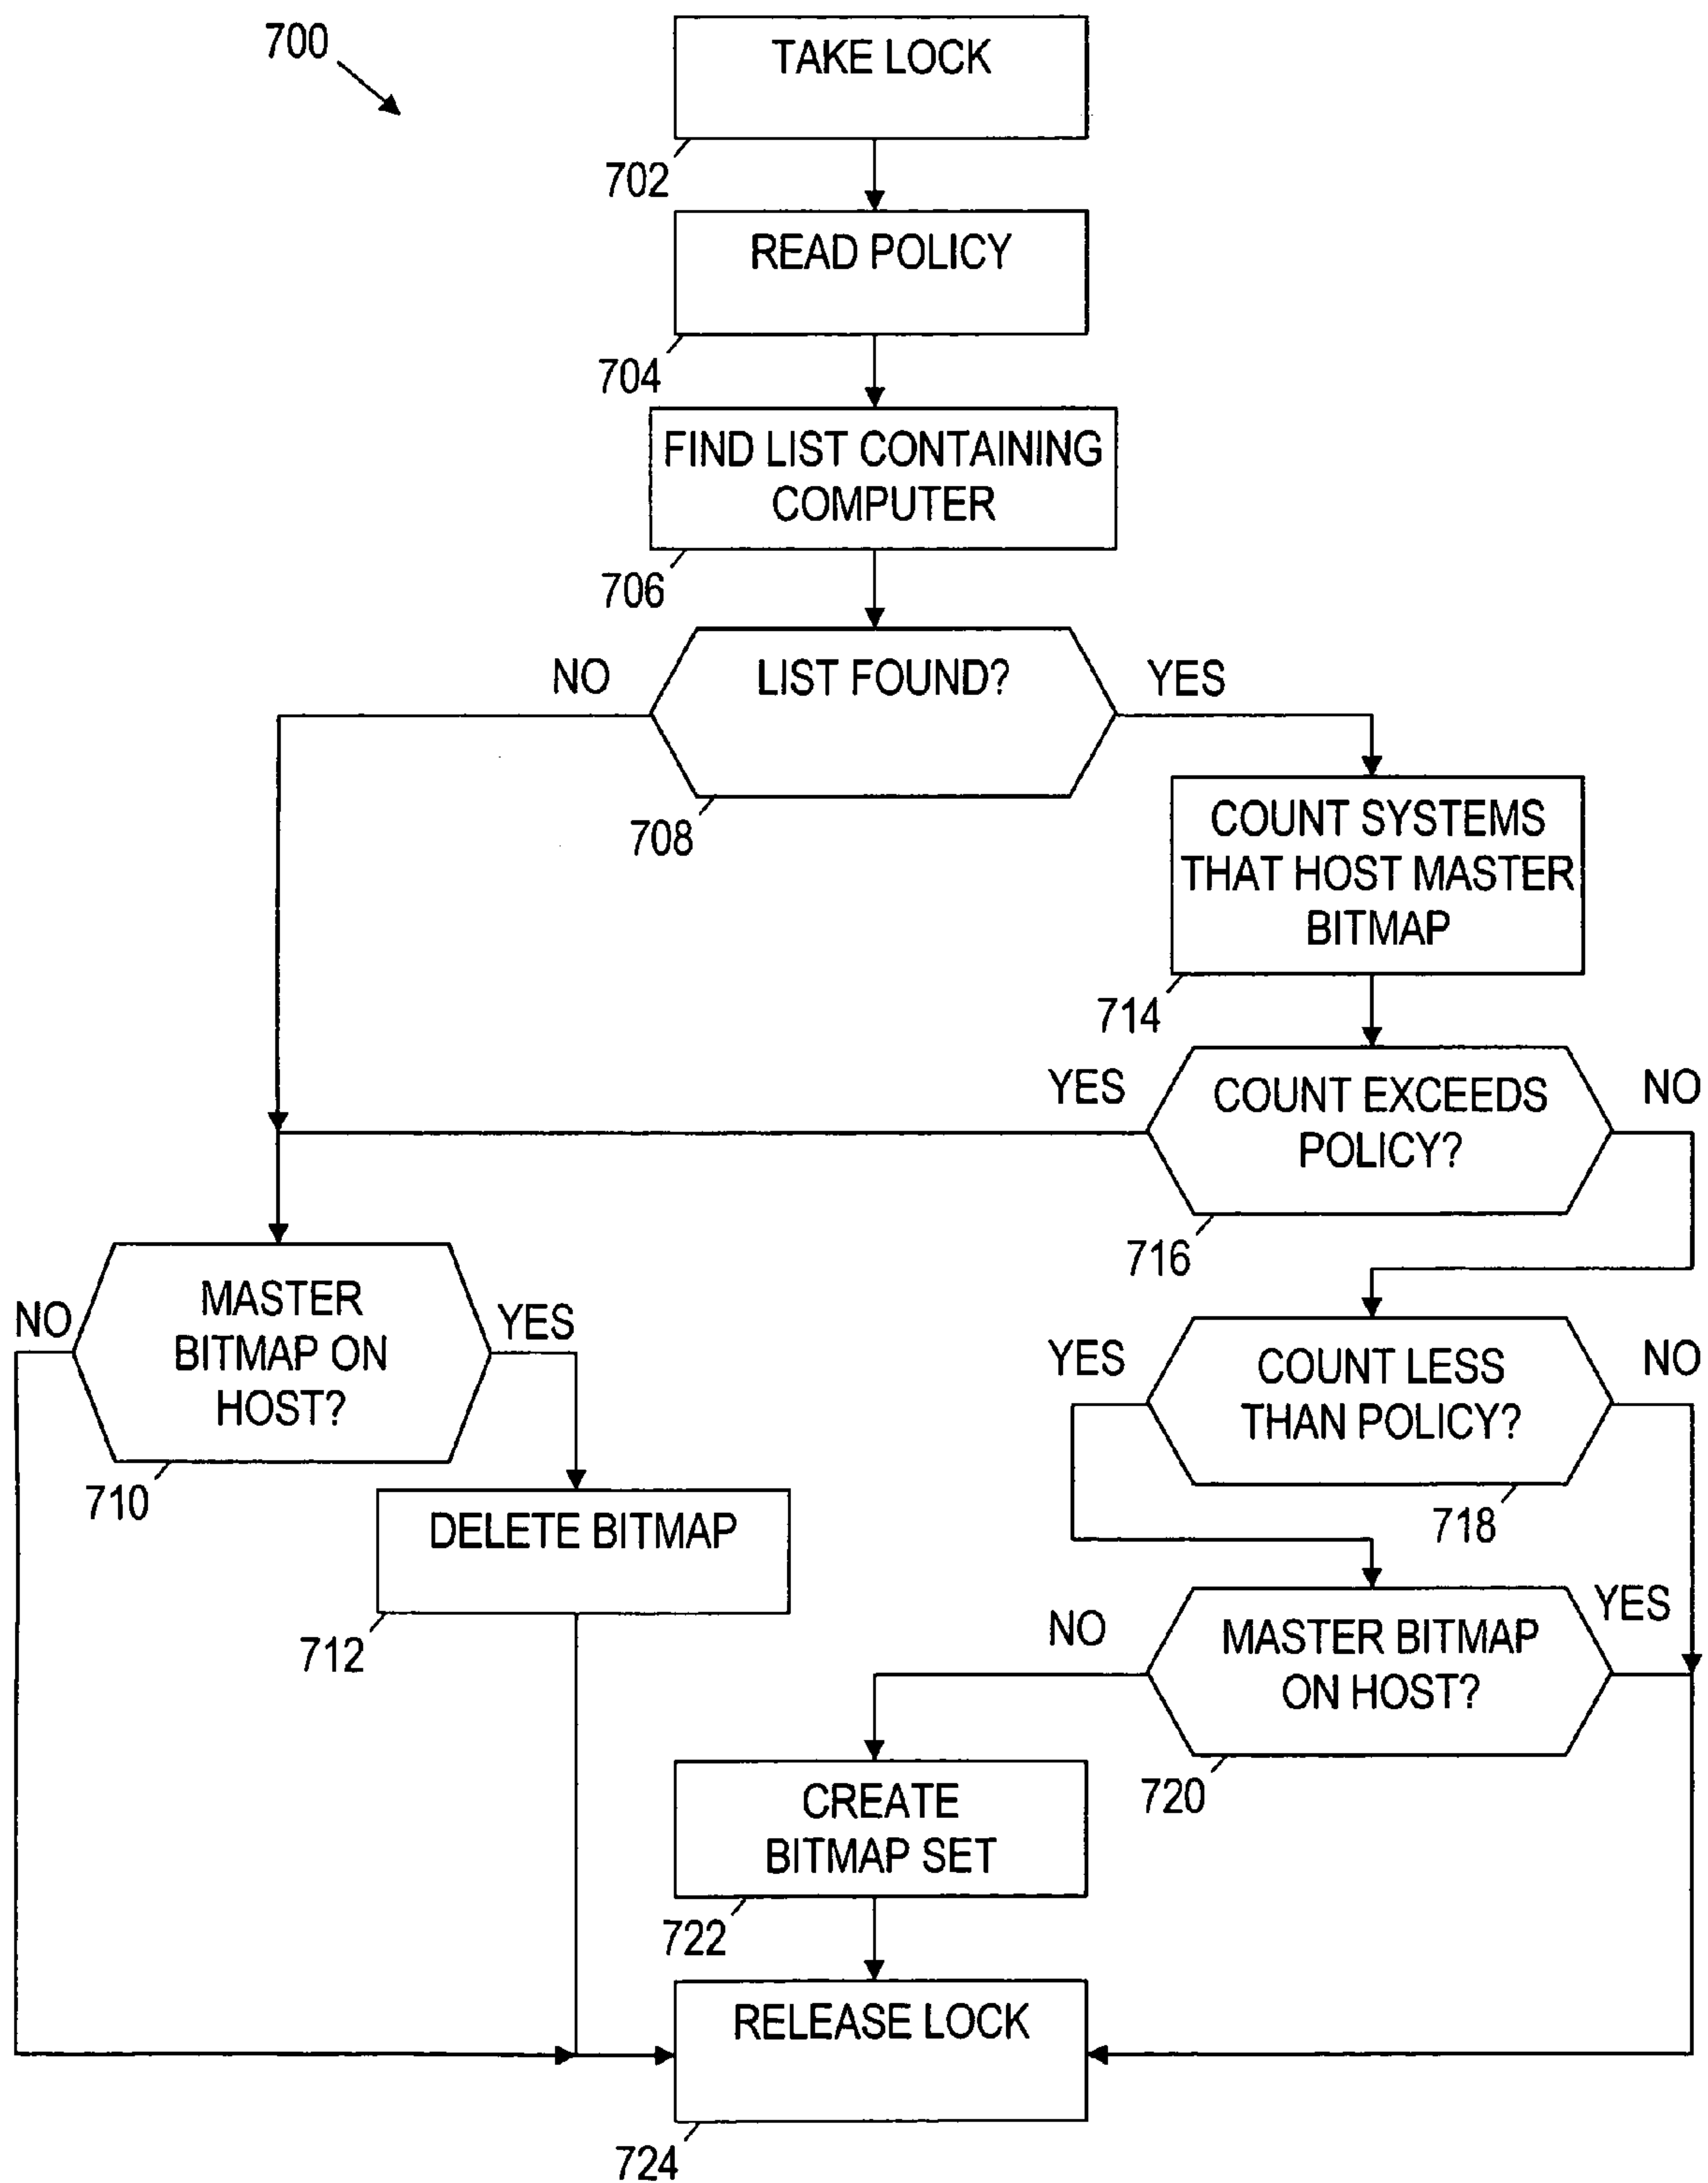 700
TAKE LOCK
702
READ POLICY
704
FIND LIST CONTAINING
COMPUTER
706
NO
LIST FOUND?
YES
708
COUNT SYSTEMS
THAT HOST MASTER
BITMAP
714
YES
COUNT EXCEEDS
POLICY?
NO
716
NO
MASTER
BITMAP ON
HOST?
YES
710
YES
COUNT LESS
THAN POLICY?
NO
718
DELETE BITMAP
712
NO
MASTER BITMAP
ON HOST?
YES
720
CREATE
BITMAP SET
722
RELEASE LOCK
724